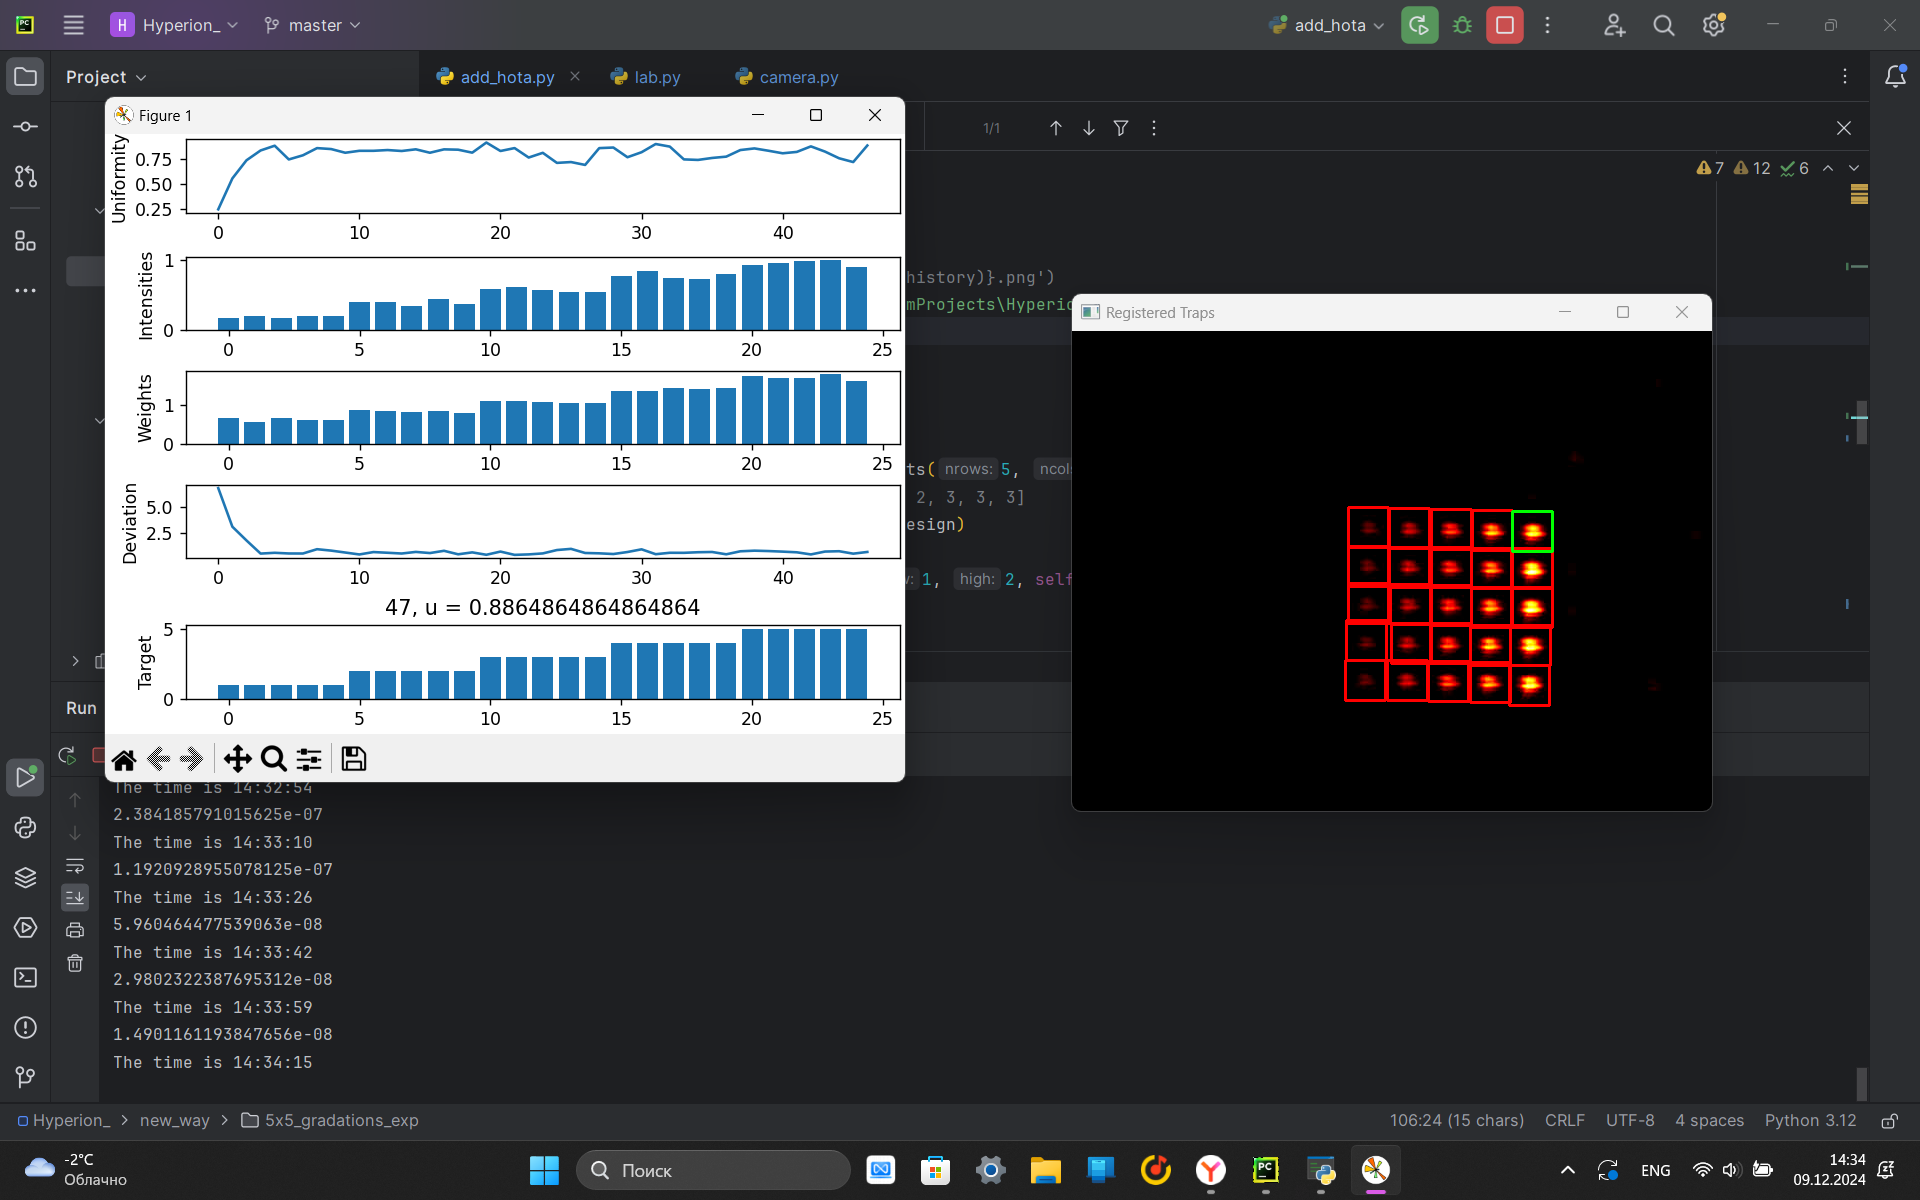 PC
H Hyperion_ master
add_hota
Project
add_hota.py
lab.py
camera.py
Figure 1
1/1
7 12 6
Uniformity
0.75
0.50
0.25
0 10 20 30 40
Intensities
1
0
0 5 10 15 20 25
Weights
1
0
0 5 10 15 20 25
Deviation
5.0
2.5
0 10 20 30 40
47, u = 0.8864864864864864
Target
5
0
0 5 10 15 20 25
history)}.png')
mProjects\Hyperio
ts( nrows: 5, ncols
2, 3, 3, 3]
esign)
: 1, high: 2, self
Registered Traps
Run
The time is 14:32:54
2.384185791015625e-07
The time is 14:33:10
1.1920928955078125e-07
The time is 14:33:26
5.960464477539063e-08
The time is 14:33:42
2.9802322387695312e-08
The time is 14:33:59
1.4901161193847656e-08
The time is 14:34:15
Hyperion_ > new_way > 5x5_gradations_exp
106:24 (15 chars) CRLF UTF-8 4 spaces Python 3.12
-2°C
Облачно
Поиск
PC
ENG
14:34
09.12.2024